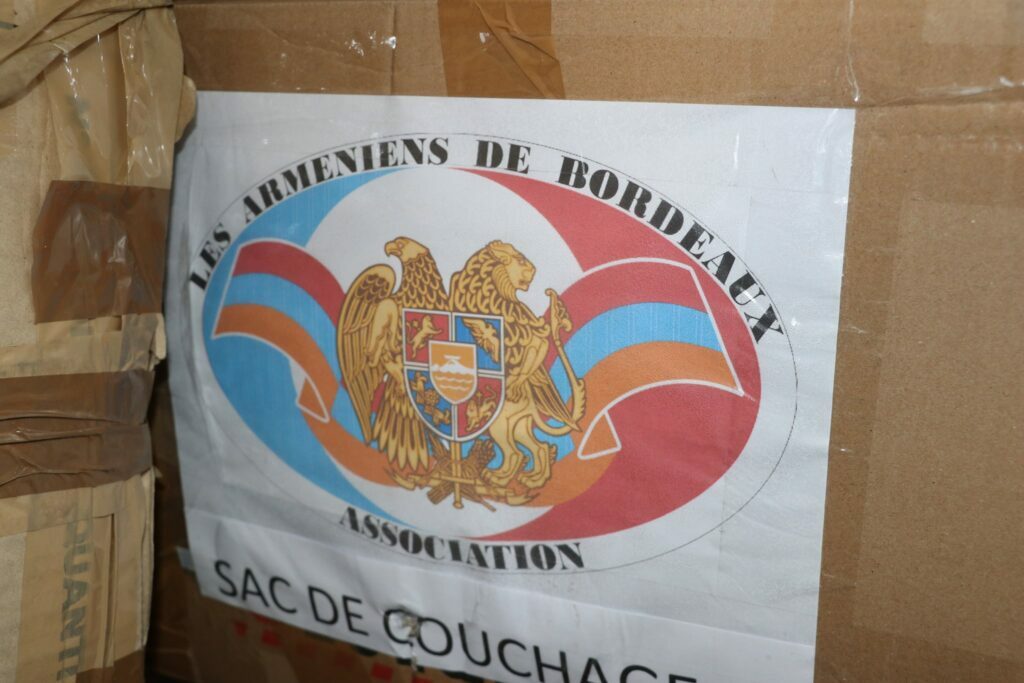 LES ARMENIENS DE BORDEAUX
ASSOCIATION
SAC DE COUCHAGE